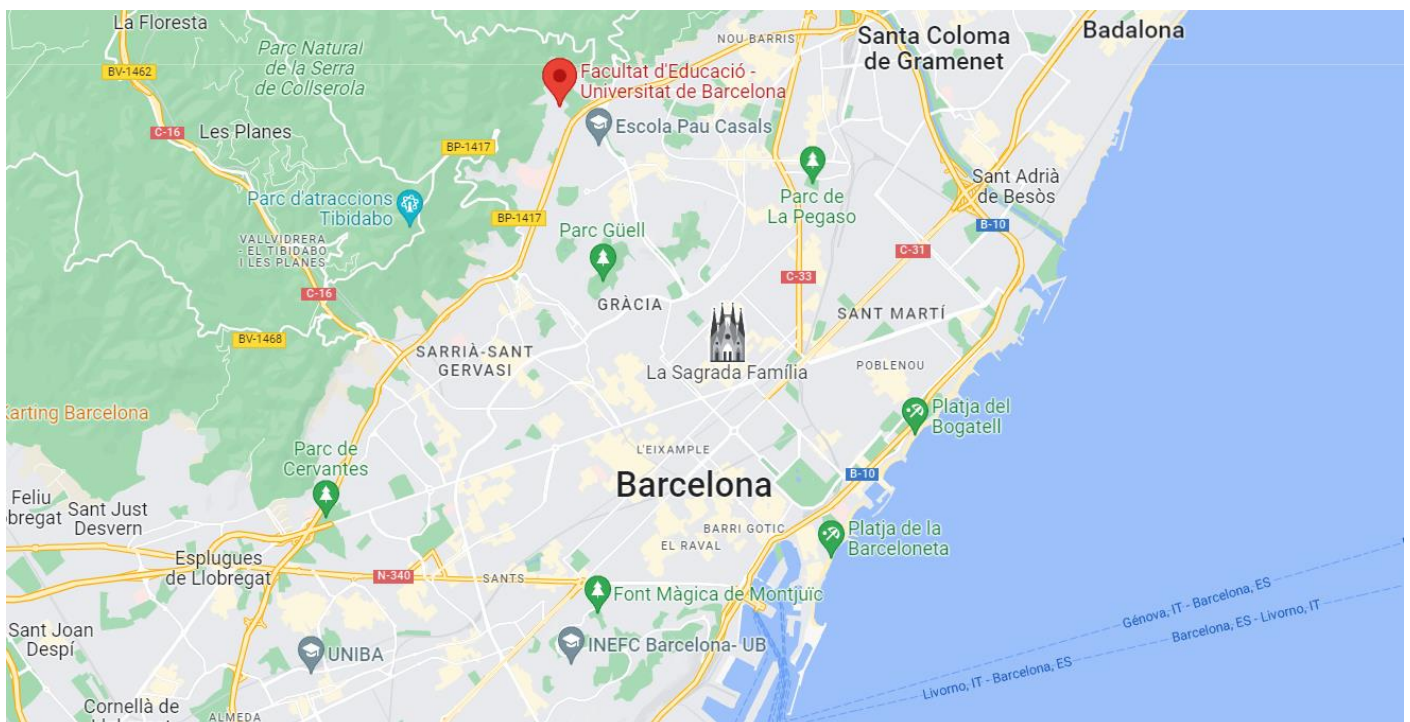 La Floresta
Parc Natural
de la Serra
de Collserola
BV-1462
NOU BARRIS
Santa Coloma
de Gramenet
Badalona
Facultat d'Educació -
Universitat de Barcelona
C-16
Les Planes
BP-1417
Escola Pau Casals
Parc d'atraccions
Tibidabo
Parc de
La Pegaso
Sant Adrià
de Besòs
BP-1417
B-10
VALLVIDRERA
- EL TIBIDABO
I LES PLANES
Parc Güell
C-31
C-33
C-16
GRÀCIA
SANT MARTÍ
BV-1468
SARRIÀ-SANT
GERVASI
La Sagrada Família
POBLENOU
Karting Barcelona
Platja del
Bogatell
Parc de
Cervantes
L'EIXAMPLE
B-10
Barcelona
Feliu
obregat
Sant Just
Desvern
BARRI GOTIC
EL RAVAL
Platja de la
Barceloneta
Esplugues
de Llobregat
N-340
SANTS
Font Màgica de Montjuïc
Génova, IT - Barcelona, ES
Barcelona, ES - Livorno, IT
Sant Joan
Despí
UNIBA
INEFC Barcelona- UB
Livorno, IT - Barcelona, ES
Cornellà de
ALMEDA